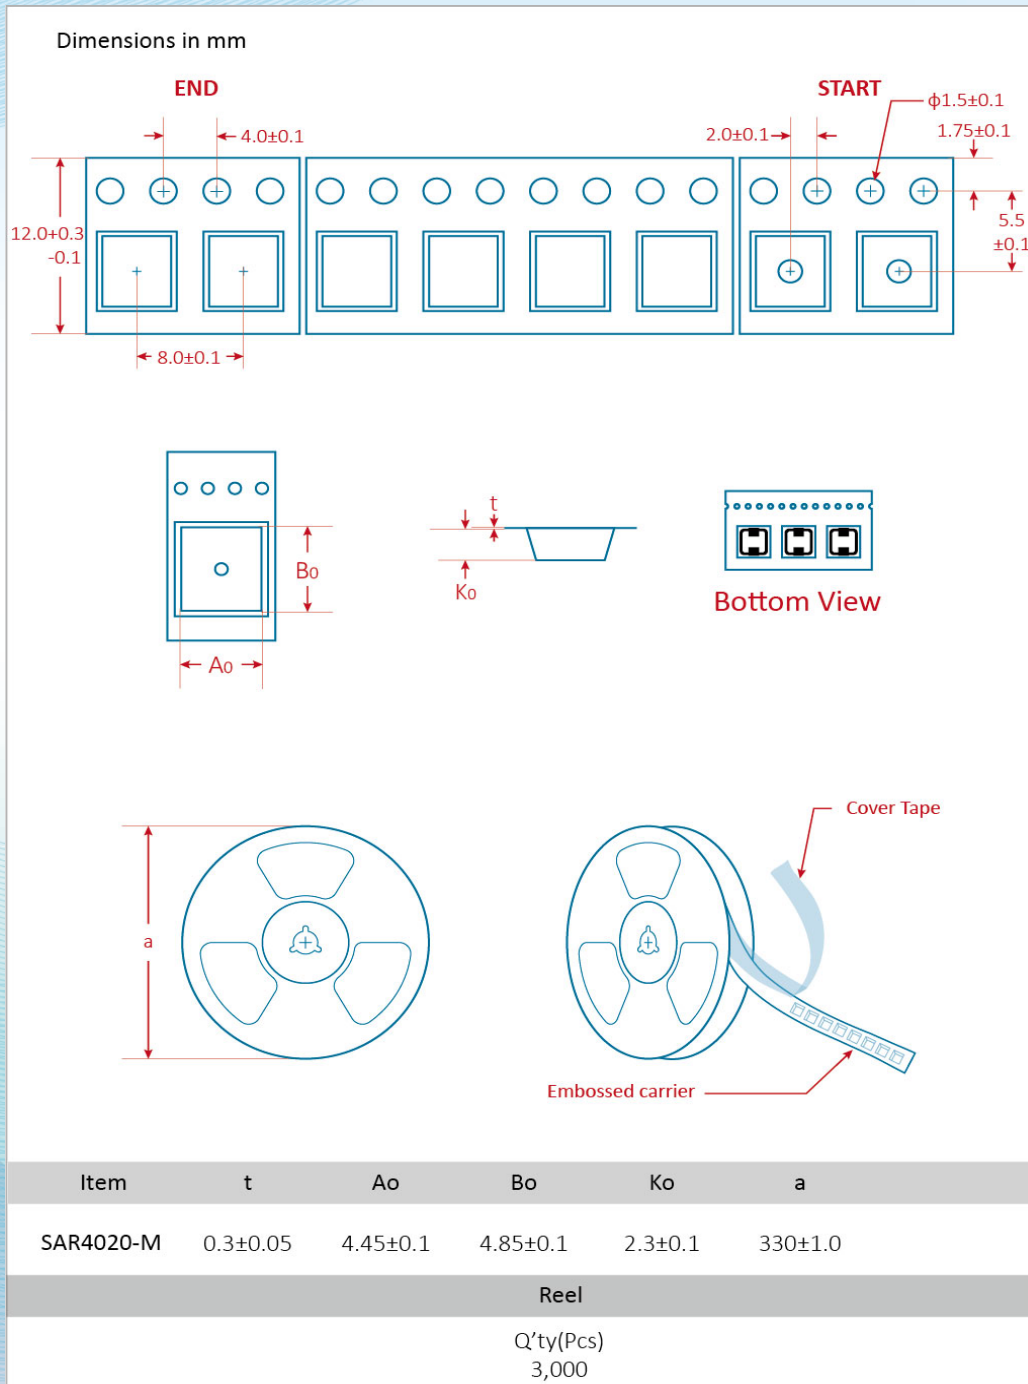 Dimensions in mm
END
START
ϕ1.5±0.1
4.0±0.1
2.0±0.1
1.75±0.1
12.0+0.3
-0.1
5.5
±0.1
8.0±0.1
t
Bo
Ko
Ao
Bottom View
Cover Tape
a
Embossed carrier
Item t Ao Bo Ko a
SAR4020-M 0.3±0.05 4.45±0.1 4.85±0.1 2.3±0.1 330±1.0
Reel
Q’ty(Pcs)
3,000